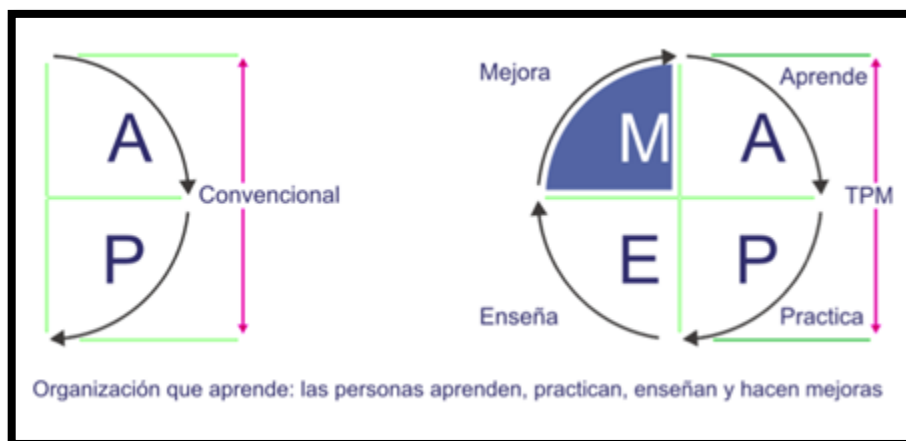 Mejora
Aprende
A
M
A
Convencional
TPM
P
E
P
Enseña
Practica
Organización que aprende: las personas aprenden, practican, enseñan y hacen mejoras